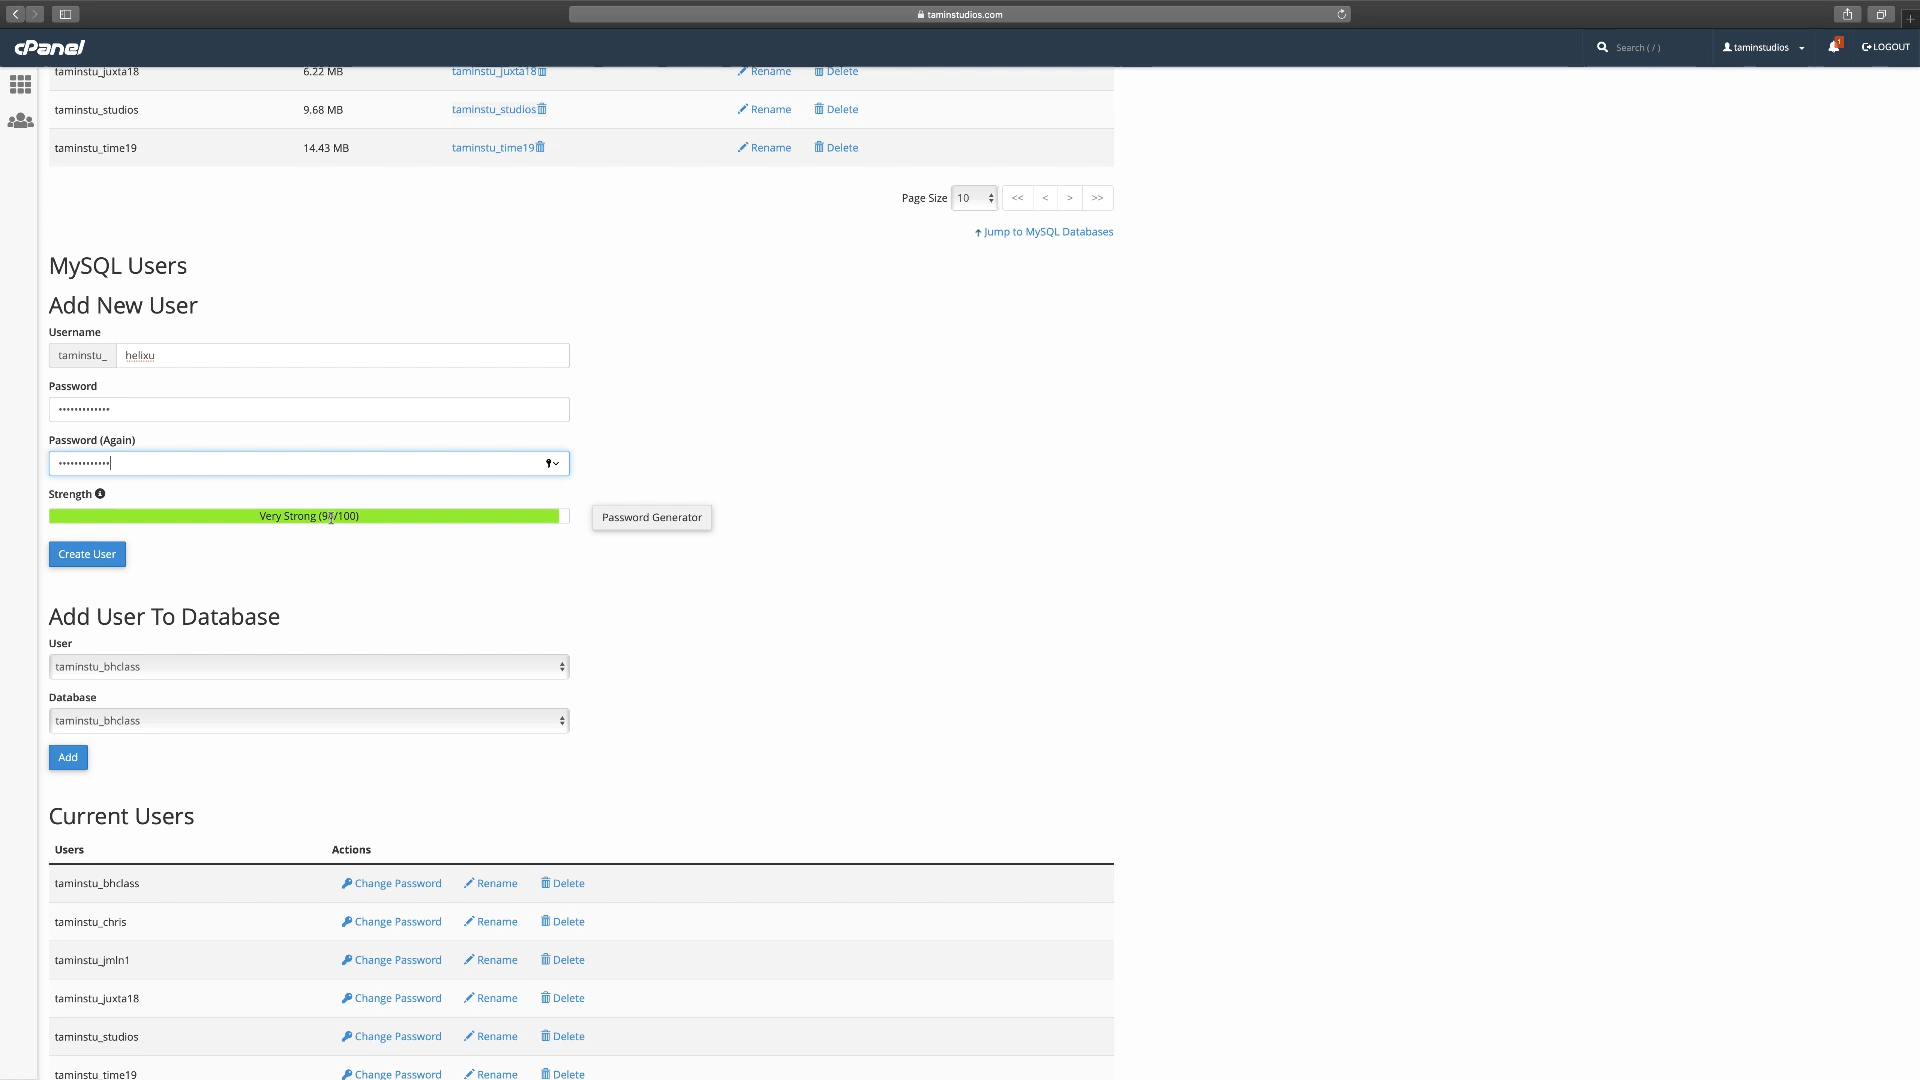 taminstudios.com
cPanel
Search ( / )
taminstudios
1
LOGOUT
taminstu_juxta18 6.22 MB taminstu_juxta18 Rename Delete
taminstu_studios 9.68 MB taminstu_studios Rename Delete
taminstu_time19 14.43 MB taminstu_time19 Rename Delete
Page Size 10 << < > >>
Jump to MySQL Databases
MySQL Users
Add New User
Username
taminstu_ helixu
Password
Password (Again)
Strength
Very Strong /100)
Password Generator
Create User
Add User To Database
User
taminstu_bhclass
Database
taminstu_bhclass
Add
Current Users
Users Actions
taminstu_bhclass Change Password Rename Delete
taminstu_chris Change Password Rename Delete
taminstu_jmln1 Change Password Rename Delete
taminstu_juxta18 Change Password Rename Delete
taminstu_studios Change Password Rename Delete
taminstu_time19 Change Password Rename Delete